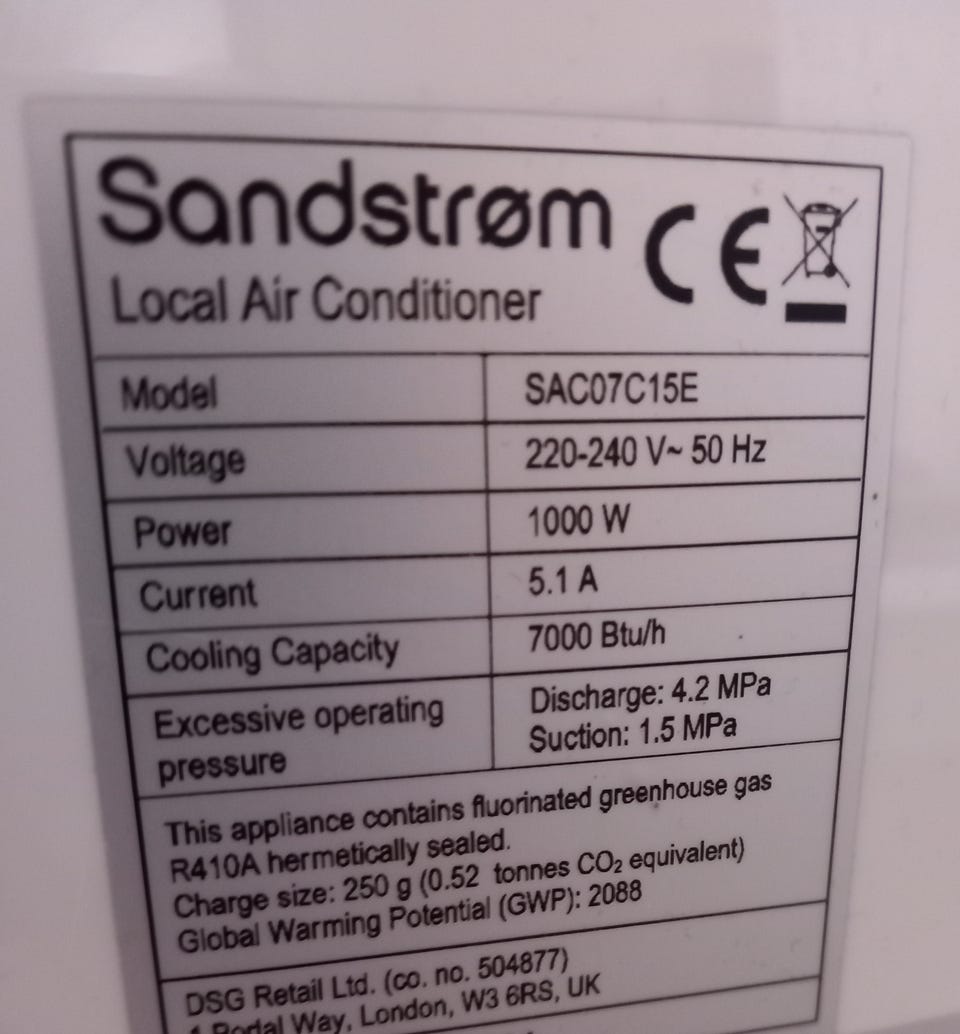 Sandstrøm
CE
Local Air Conditioner
Model SAC07C15E
Voltage 220-240 V~ 50 Hz
Power 1000 W
Current 5.1 A
Cooling Capacity 7000 Btu/h
Excessive operating pressure Discharge: 4.2 MPa
Suction: 1.5 MPa
This appliance contains fluorinated greenhouse gas
R410A hermetically sealed.
Charge size: 250 g (0.52 tonnes CO₂ equivalent)
Global Warming Potential (GWP): 2088
DSG Retail Ltd. (co. no. 504877)
1 Portal Way, London, W3 6RS, UK